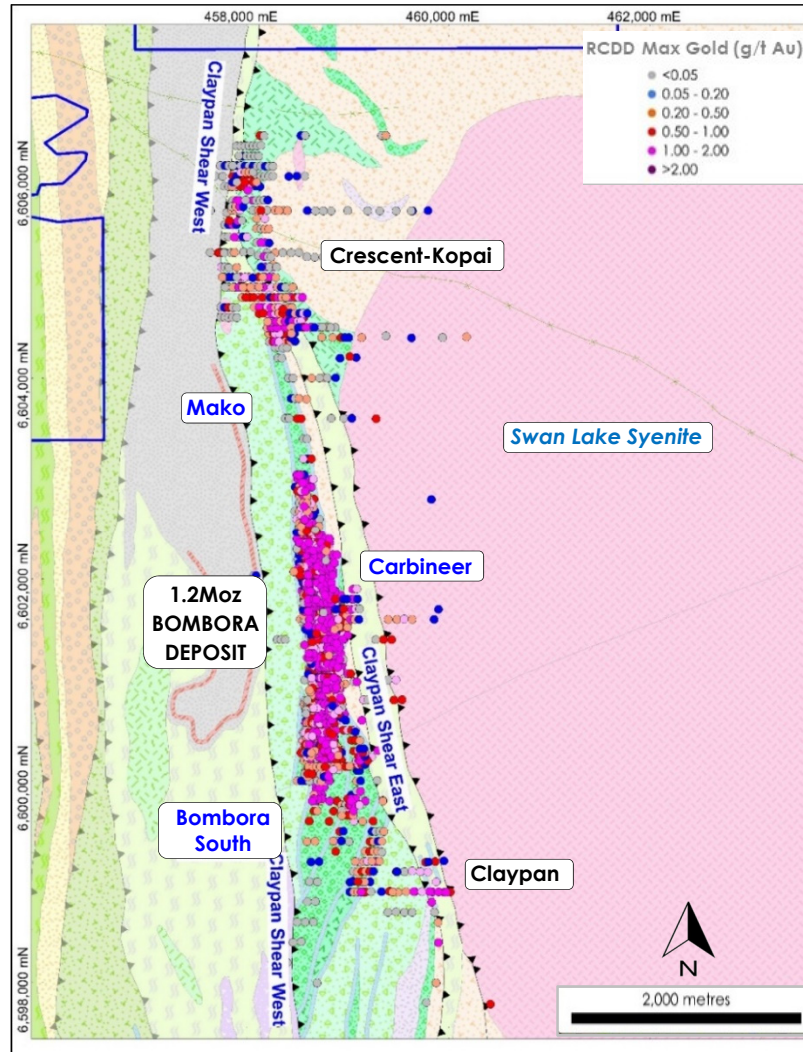 458,000 mE
460,000 mE
462,000 mE
RCDD Max Gold (g/t Au)
<0.05
0.05 - 0.20
0.20 - 0.50
0.50 - 1.00
1.00 - 2.00
>2.00
Claypan Shear West
6,606,000 mN
Crescent-Kopai
6,604,000 mN
Mako
Swan Lake Syenite
Carbineer
6,602,000 mN
1.2Moz
BOMBORA
DEPOSIT
Claypan Shear East
6,600,000 mN
Bombora
South
Claypan
Claypan Shear West
6,598,000 mN
N
2,000 metres